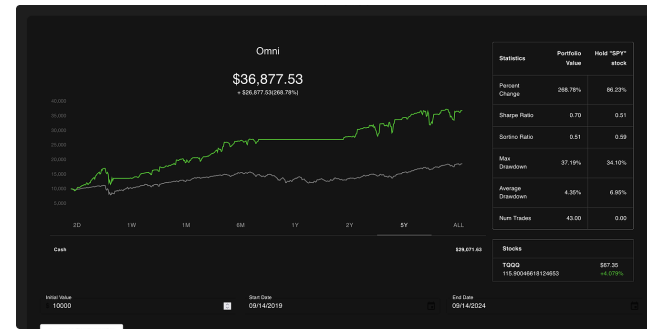 Omni
$36,877.53
+ $26,877.53(268.78%)
40,000
35,000
30,000
25,000
20,000
15,000
10,000
5,000
2D 1W 1M 6M 1Y 2Y 5Y ALL
Cash $29,071.53
Statistics Portfolio Value Hold "SPY" stock
Percent Change 268.78% 86.23%
Sharpe Ratio 0.70 0.51
Sortino Ratio 0.51 0.59
Max Drawdown 37.19% 34.10%
Average Drawdown 4.35% 6.95%
Num Trades 43.00 0.00
Stocks
TQQQ $67.35
115.90046618124653 +4.079%
Initial Value Start Date End Date
10000 09/14/2019 09/14/2024